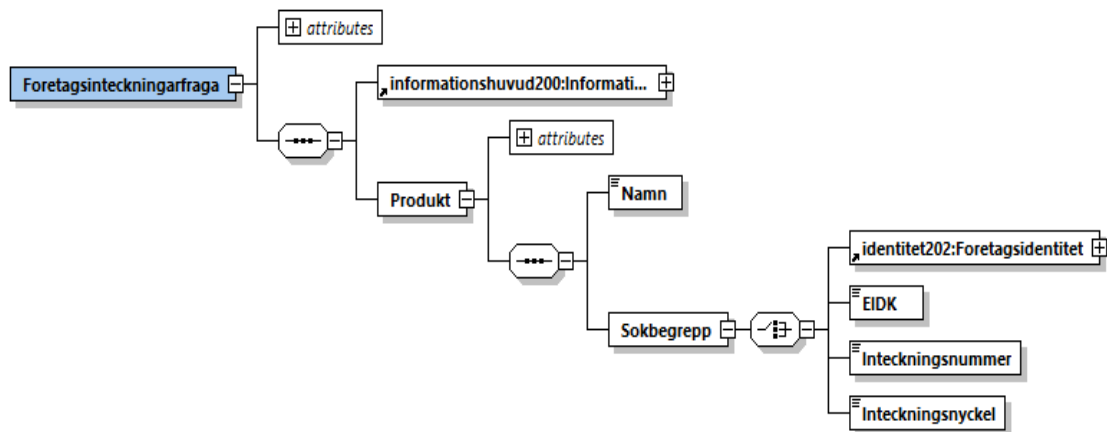 attributes
Foretagsinteckningarfraga
informationshuvud200:Informati...
attributes
Produkt
Namn
identitet202:Foretagsidentitet
EIDK
Sokbegrepp
Inteckningsnummer
Inteckningsnyckel